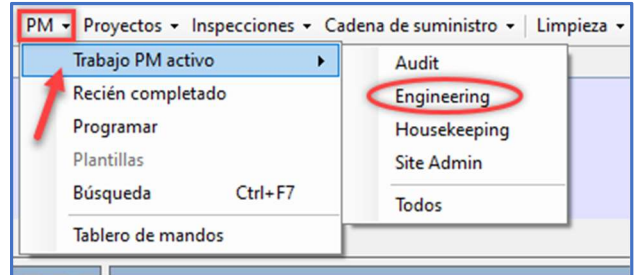 PM Proyectos Inspecciones Cadena de suministro Limpieza
Trabajo PM activo
Recién completado
Programar
Plantillas
Búsqueda Ctrl+F7
Tablero de mandos
Audit
Engineering
Housekeeping
Site Admin
Todos